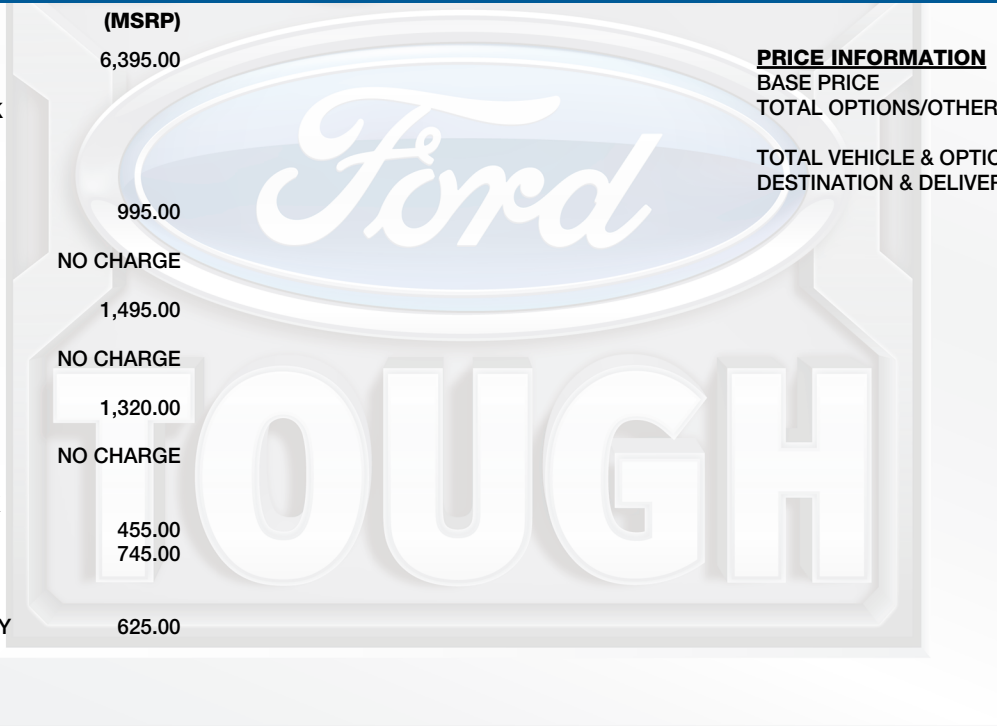 (MSRP)
6,395.00
995.00
NO CHARGE
1,495.00
NO CHARGE
1,320.00
NO CHARGE
455.00
745.00
Y 625.00
PRICE INFORMATION
BASE PRICE
TOTAL OPTIONS/OTHER
TOTAL VEHICLE & OPTIO
DESTINATION & DELIVER
Ford
TOUGH